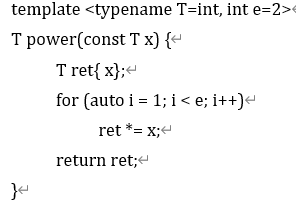 template <typename T=int, int e=2>
T power(const T x) {
T ret{ x};
for (auto i = 1; i < e; i++)
ret *= x;
return ret;
}